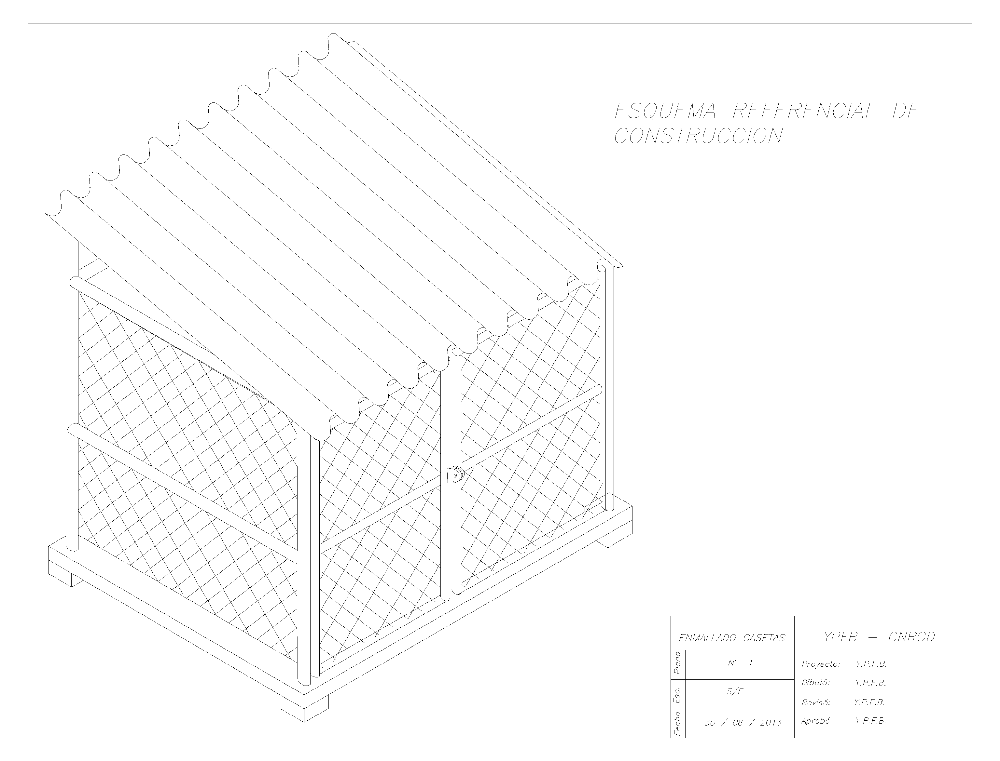 ESQUEMA REFERENCIAL DE
CONSTRUCCION
ENMALLADO CASETAS
YPFB - GNRGD
Plano
N° 1
Esc.
S/E
Fecha
30 / 08 / 2013
Proyecto: Y.P.F.B.
Dibujó: Y.P.F.B.
Revisó: Y.P.F.B.
Aprobó: Y.P.F.B.